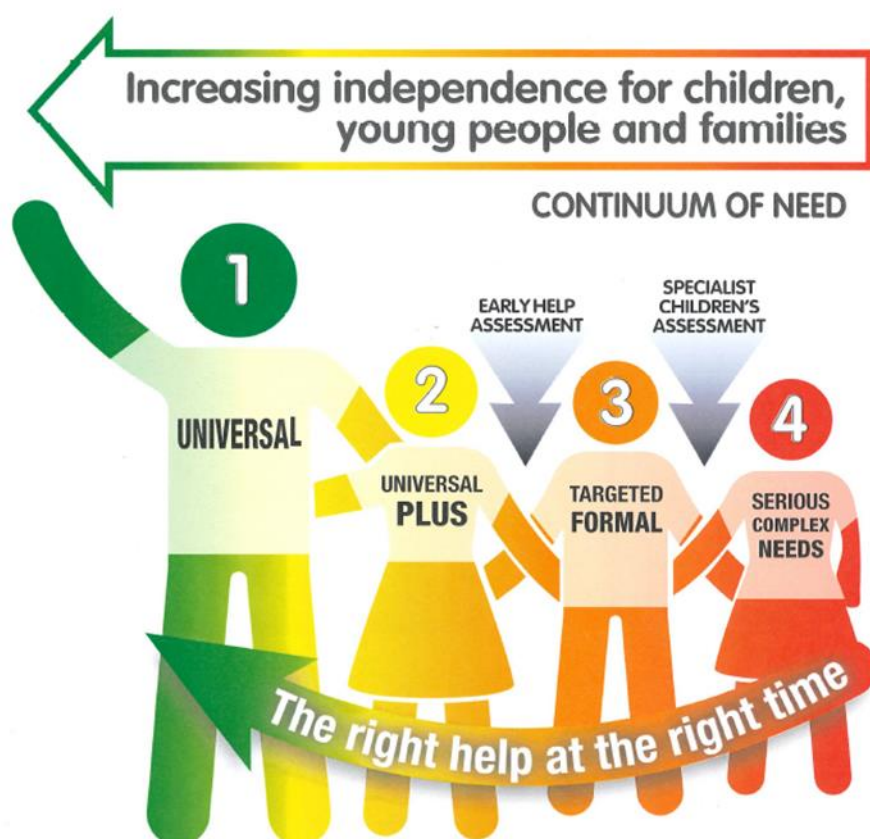 Increasing independence for children,
young people and families
CONTINUUM OF NEED
1
UNIVERSAL
2
UNIVERSAL
PLUS
EARLY HELP
ASSESSMENT
3
TARGETED
FORMAL
SPECIALIST
CHILDREN'S
ASSESSMENT
4
SERIOUS
COMPLEX
NEEDS
The right help at the right time